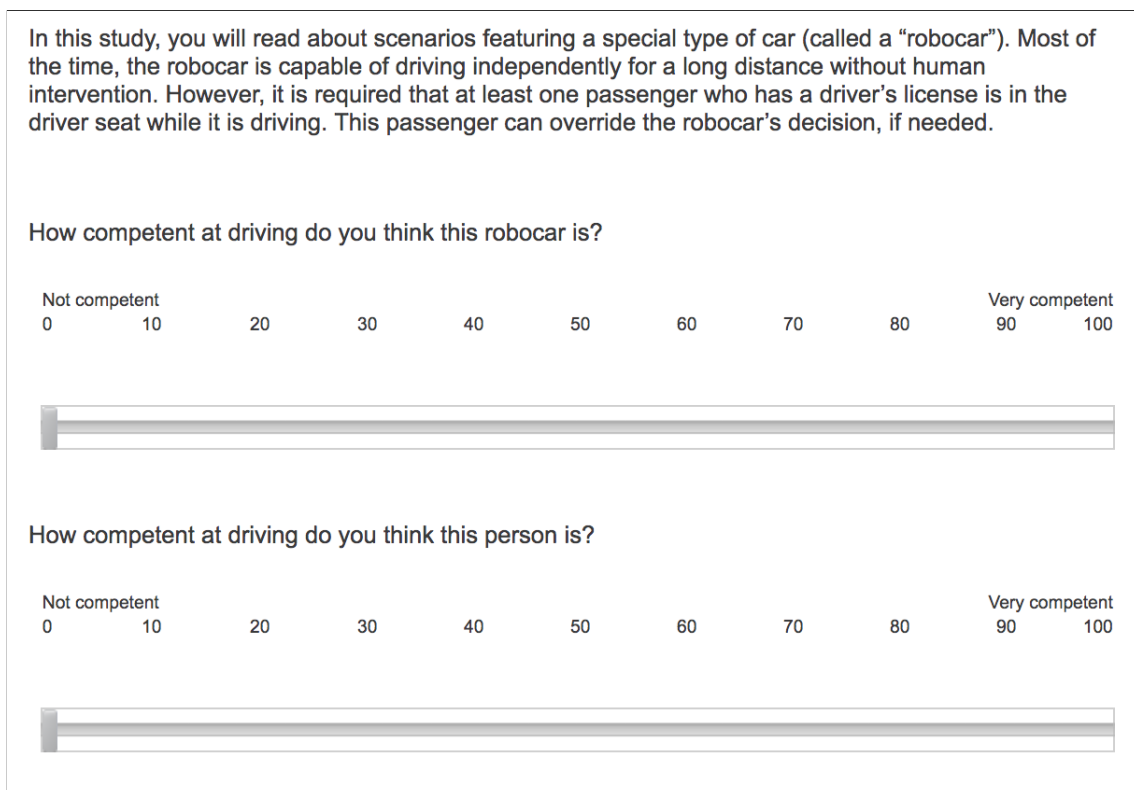 In this study, you will read about scenarios featuring a special type of car (called a “robocar”). Most of
the time, the robocar is capable of driving independently for a long distance without human
intervention. However, it is required that at least one passenger who has a driver’s license is in the
driver seat while it is driving. This passenger can override the robocar’s decision, if needed.
How competent at driving do you think this robocar is?
Not competent Very competent
0 10 20 30 40 50 60 70 80 90 100
How competent at driving do you think this person is?
Not competent Very competent
0 10 20 30 40 50 60 70 80 90 100